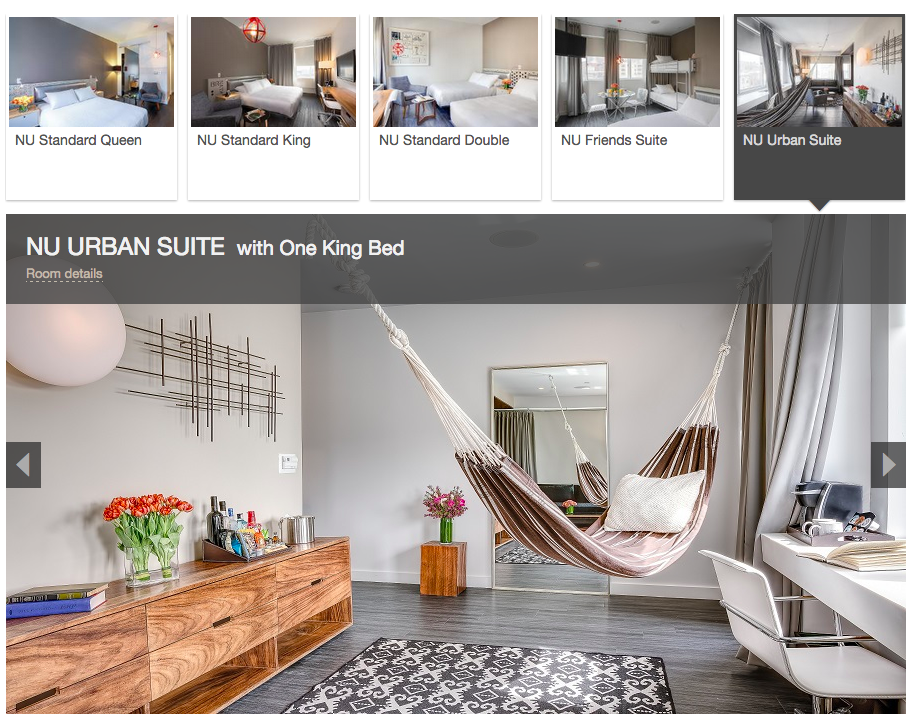 NU Standard Queen
NU Standard King
NU Standard Double
NU Friends Suite
NU Urban Suite
NU URBAN SUITE with One King Bed
Room details